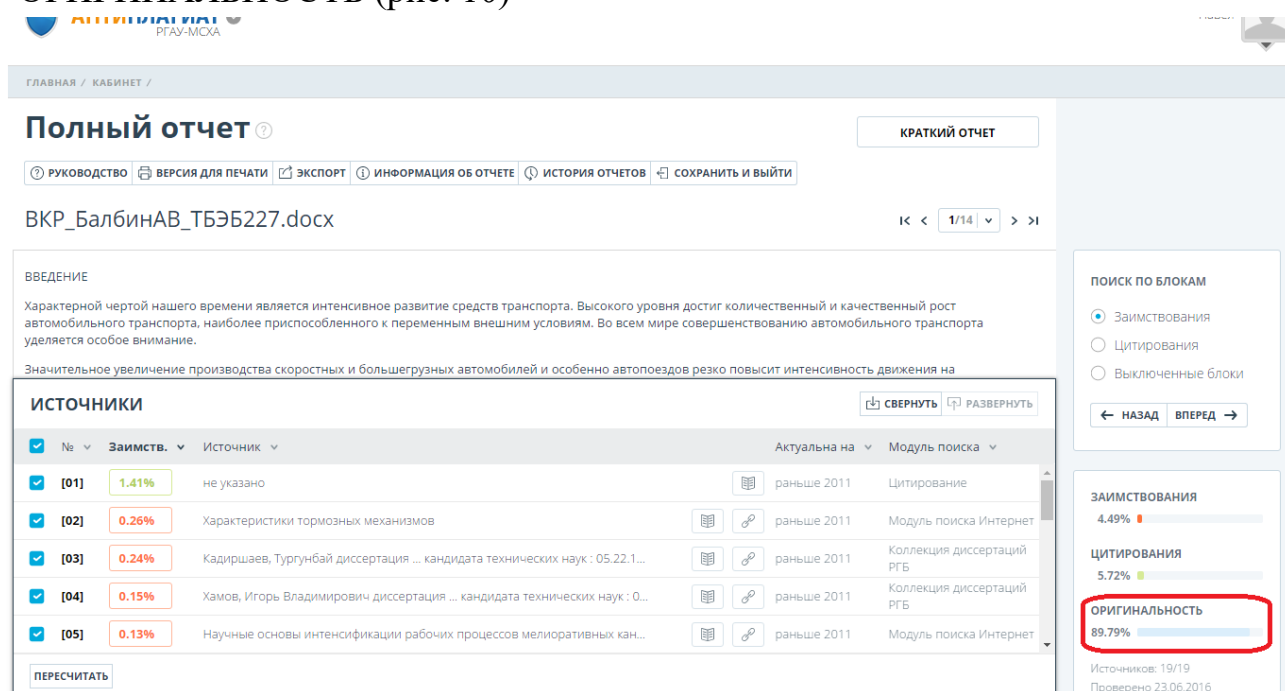 ОРИГИНАЛЬНОСТЬ (рис. 10)
АНТИПЛАГИАТ
РГАУ-МСХА
ГЛАВНАЯ / КАБИНЕТ /
Полный отчет
КРАТКИЙ ОТЧЕТ
РУКОВОДСТВО ВЕРСИЯ ДЛЯ ПЕЧАТИ ЭКСПОРТ ИНФОРМАЦИЯ ОБ ОТЧЕТЕ ИСТОРИЯ ОТЧЕТОВ СОХРАНИТЬ И ВЫЙТИ
ВКР_БалбинАВ_ТБЭБ227.docx
1/14
ВВЕДЕНИЕ
Характерной чертой нашего времени является интенсивное развитие средств транспорта. Высокого уровня достиг количественный и качественный рост
автомобильного транспорта, наиболее приспособленного к переменным внешним условиям. Во всем мире совершенствованию автомобильного транспорта
уделяется особое внимание.
Значительное увеличение производства скоростных и большегрузных автомобилей и особенно автопоездов резко повысит интенсивность движения на
ИСТОЧНИКИ
СВЕРНУТЬ РАЗВЕРНУТЬ
№ Заимств. Источник Актуальна на Модуль поиска
[01] 1.41% не указано раньше 2011 Цитирование
[02] 0.26% Характеристики тормозных механизмов раньше 2011 Модуль поиска Интернет
[03] 0.24% Кадиршаев, Тургунбай диссертация ... кандидата технических наук : 05.22.1... раньше 2011 Коллекция диссертаций
РГБ
[04] 0.15% Хамов, Игорь Владимирович диссертация ... кандидата технических наук : 0... раньше 2011 Коллекция диссертаций
РГБ
[05] 0.13% Научные основы интенсификации рабочих процессов мелиоративных кан... раньше 2011 Модуль поиска Интернет
ПЕРЕСЧИТАТЬ
ПОИСК ПО БЛОКАМ
Заимствования
Цитирования
Выключенные блоки
← НАЗАД ВПЕРЕД →
ЗАИМСТВОВАНИЯ
4.49%
ЦИТИРОВАНИЯ
5.72%
ОРИГИНАЛЬНОСТЬ
89.79%
Источников: 19/19
Проверено 23.06.2016